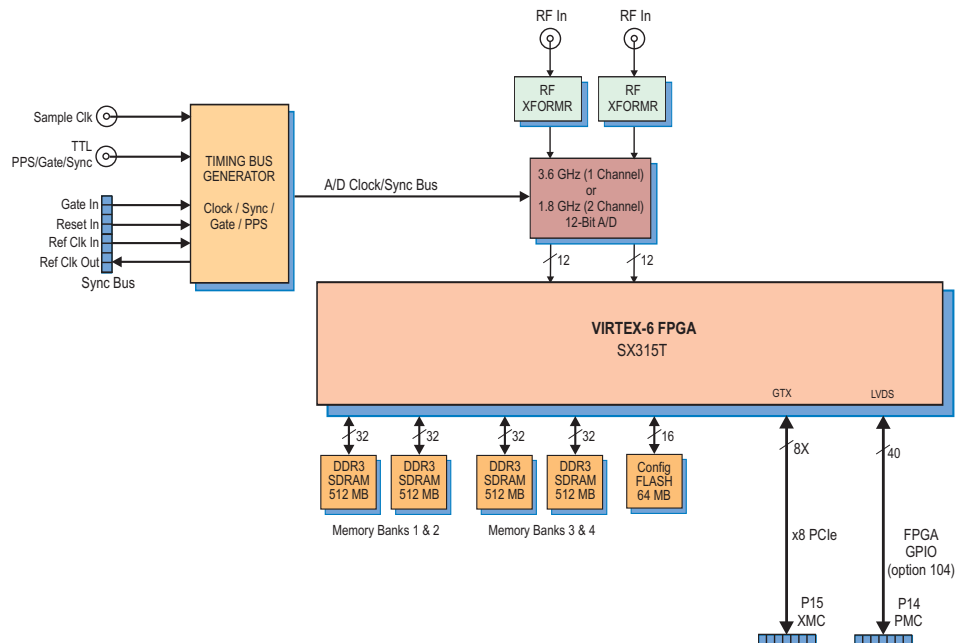 RF In
RF In
RF
XFORMR
RF
XFORMR
Sample Clk
TTL
PPS/Gate/Sync
Gate In
Reset In
Ref Clk In
Ref Clk Out
Sync Bus
TIMING BUS
GENERATOR
Clock / Sync /
Gate / PPS
A/D Clock/Sync Bus
3.6 GHz (1 Channel)
or
1.8 GHz (2 Channel)
12-Bit A/D
12
12
VIRTEX-6 FPGA
SX315T
GTX
LVDS
32
32
32
32
16
8X
40
DDR3
SDRAM
512 MB
DDR3
SDRAM
512 MB
DDR3
SDRAM
512 MB
DDR3
SDRAM
512 MB
Config
FLASH
64 MB
Memory Banks 1 & 2
Memory Banks 3 & 4
x8 PCIe
FPGA
GPIO
(option 104)
P15
XMC
P14
PMC